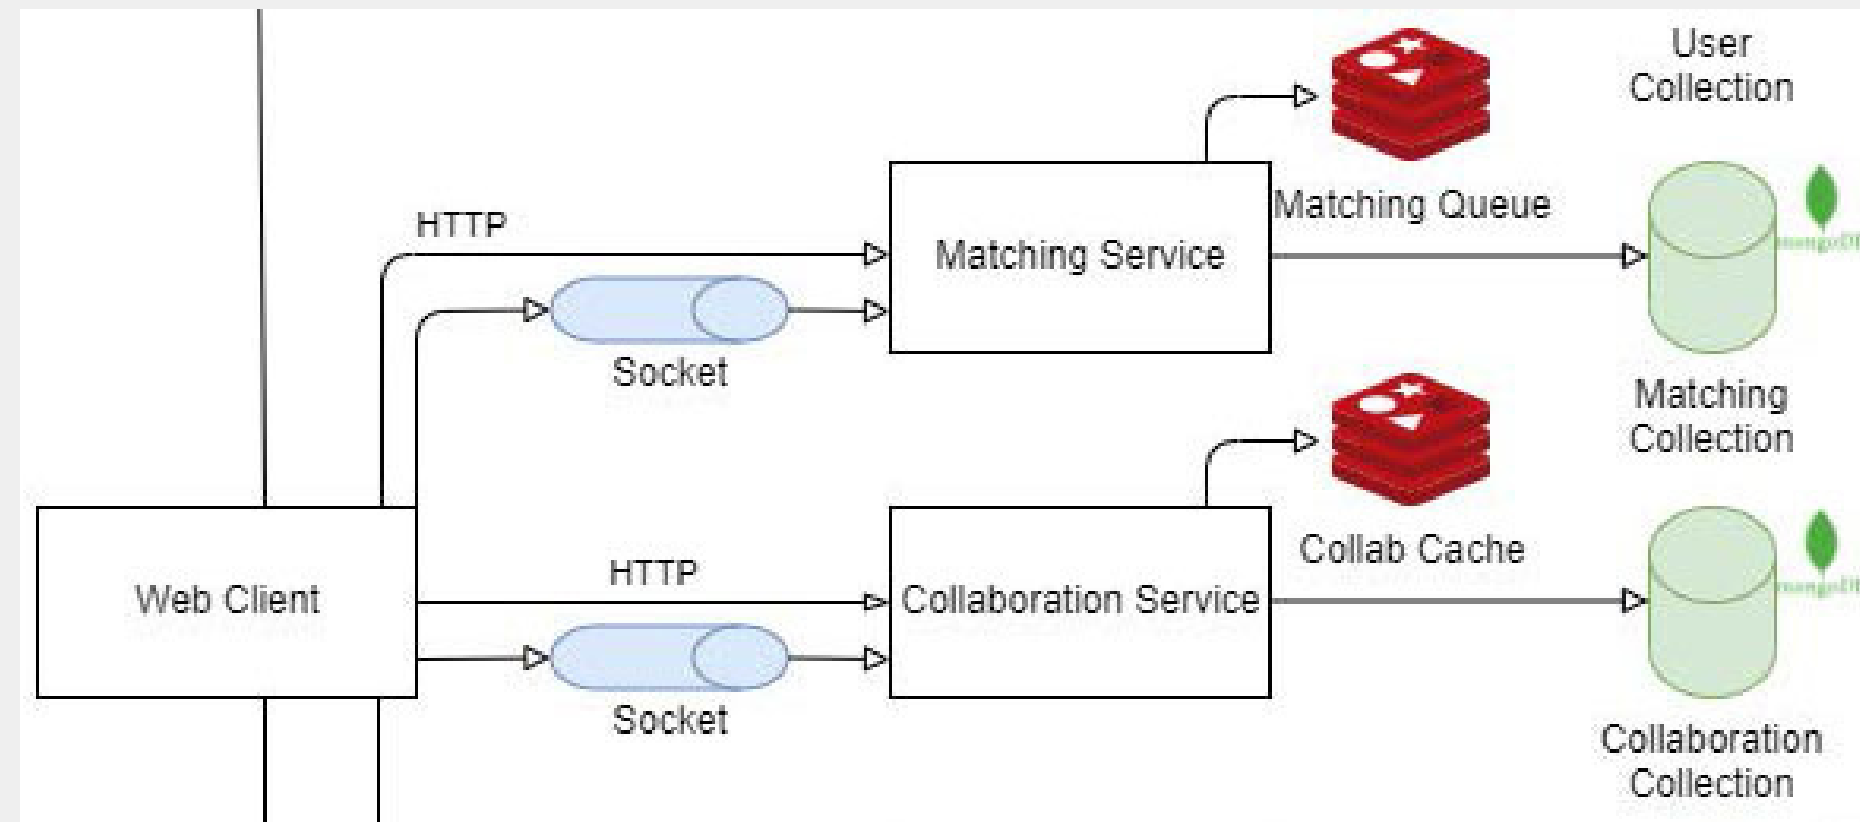 User
Collection
HTTP
Matching Queue
Matching Service
Socket
Matching
Collection
HTTP
Collab Cache
Web Client
Collaboration Service
Socket
Collaboration
Collection